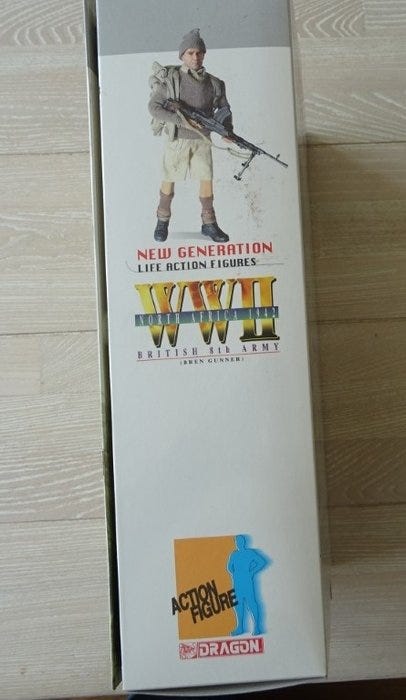 NEW GENERATION
LIFE ACTION FIGURES
WWII
NORTH AFRICA 1942
BRITISH 8th ARMY
(BREN GUNNER)
ACTION
FIGURE
DRAGON